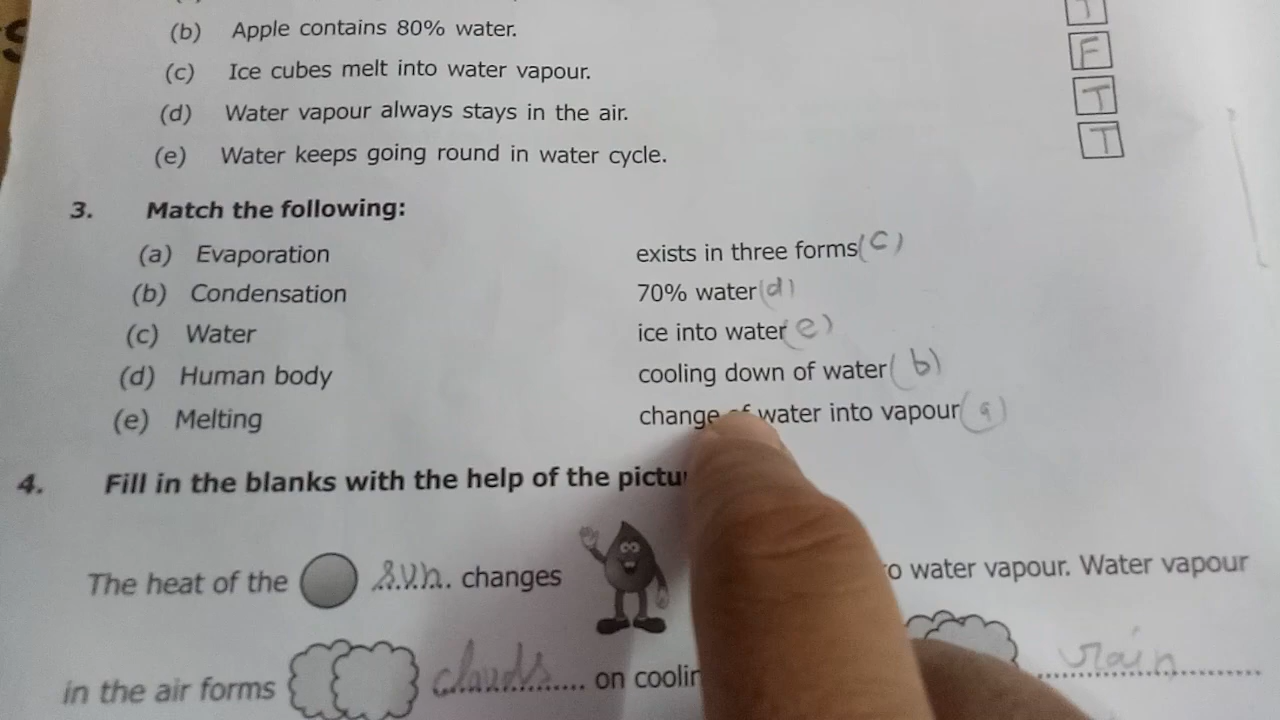 T
(b) Apple contains 80% water.
F
(c) Ice cubes melt into water vapour.
T
(d) Water vapour always stays in the air.
T
(e) Water keeps going round in water cycle.
3. Match the following:
(a) Evaporation exists in three forms (c)
(b) Condensation 70% water (d)
(c) Water ice into water (e)
(d) Human body cooling down of water (b)
(e) Melting change of water into vapour (a)
4. Fill in the blanks with the help of the
The heat of the sun changes water vapour. Water vapour
in the air forms clouds on rain